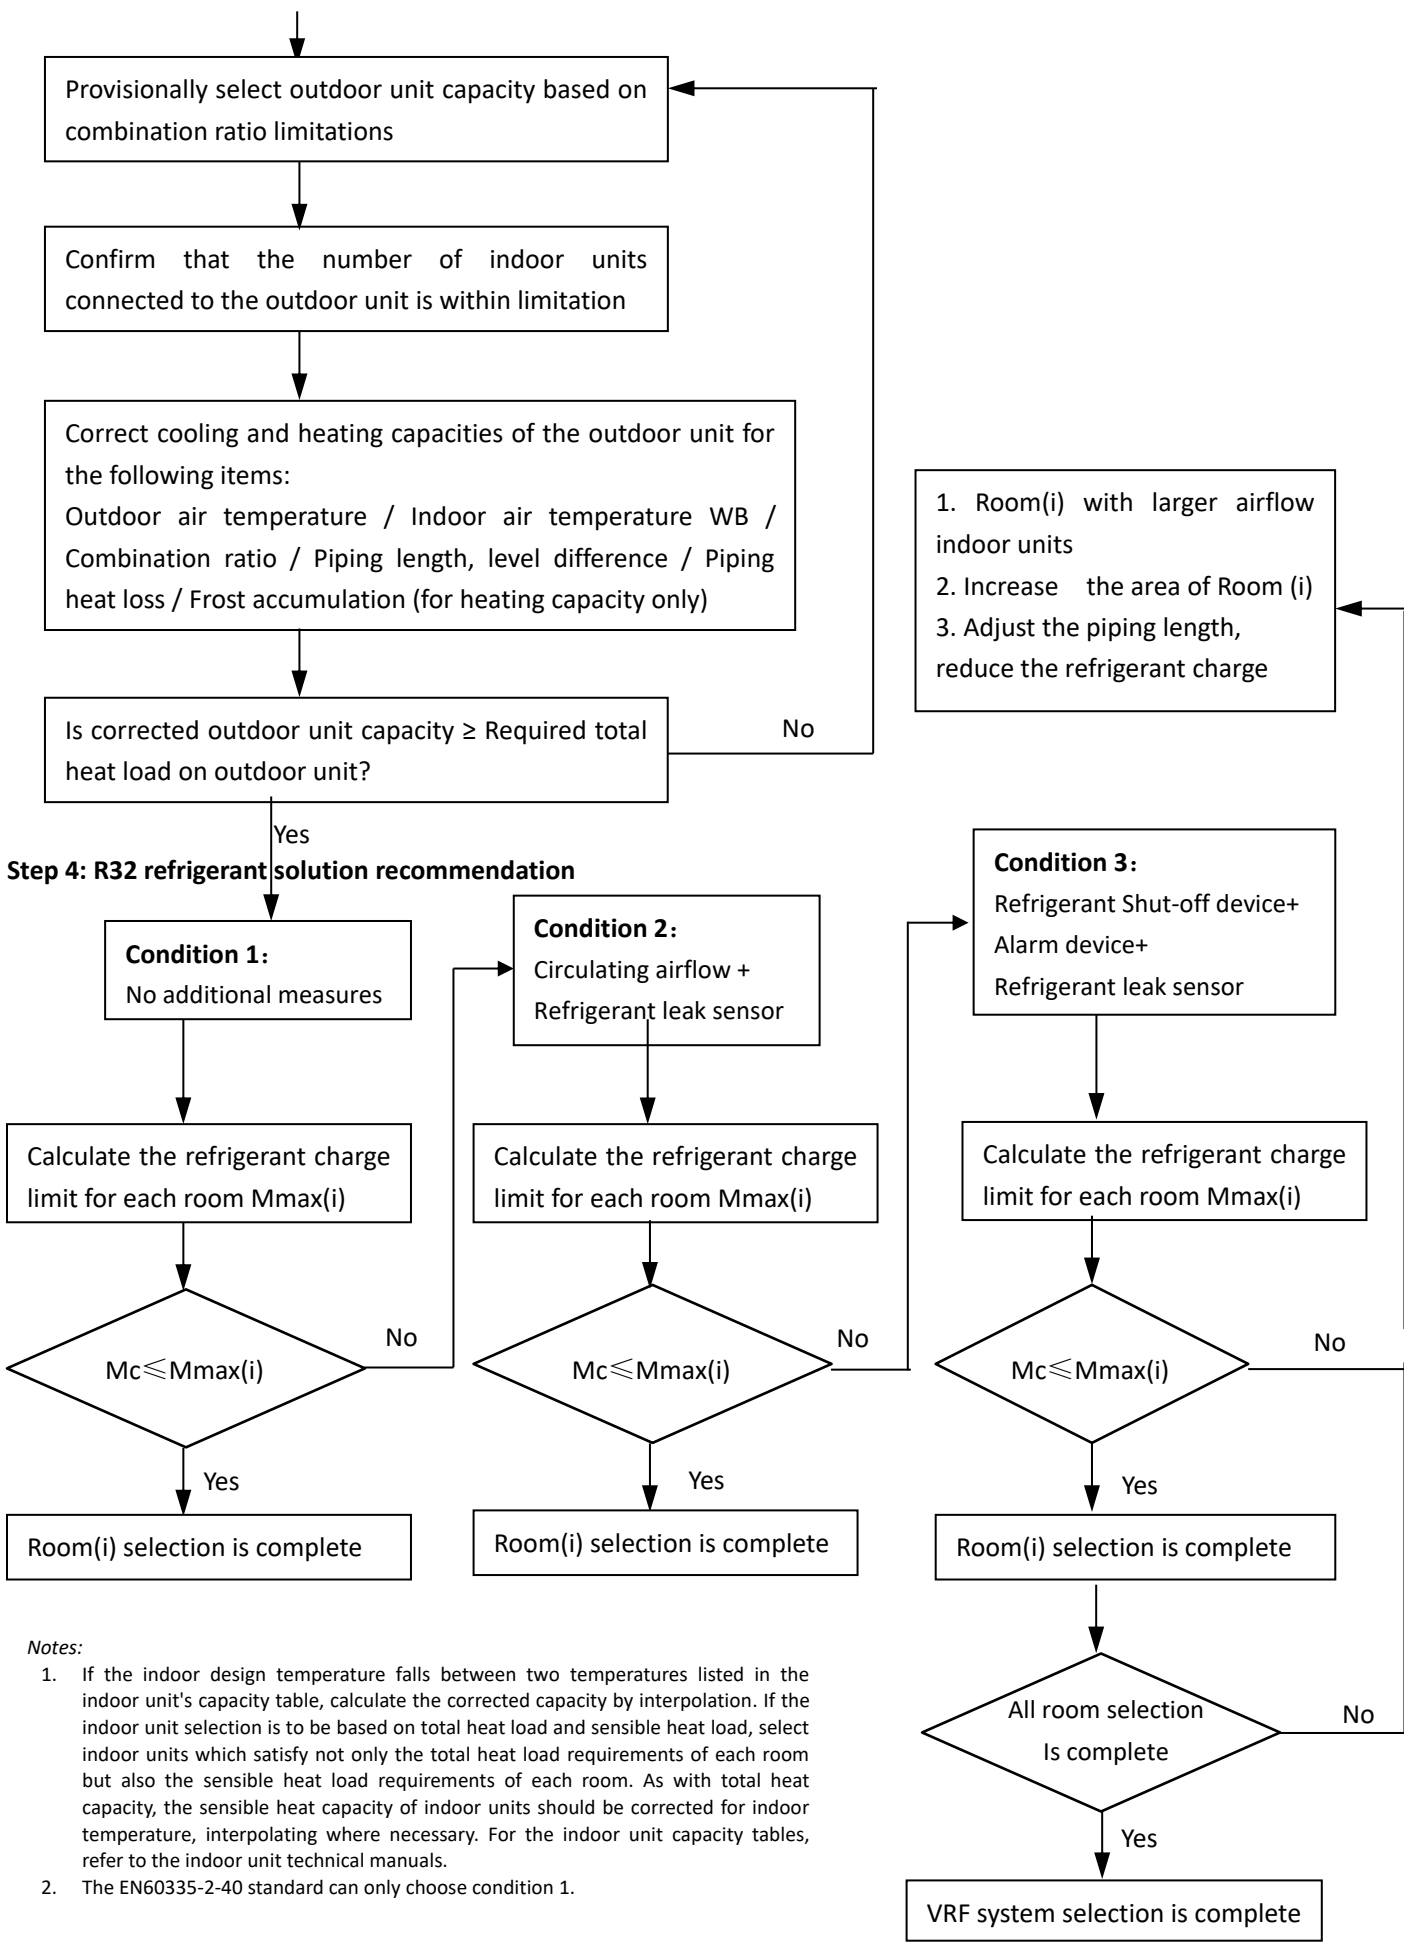 Provisionally select outdoor unit capacity based on
combination ratio limitations
Confirm that the number of indoor units
connected to the outdoor unit is within limitation
Correct cooling and heating capacities of the outdoor unit for
the following items:
Outdoor air temperature / Indoor air temperature WB /
Combination ratio / Piping length, level difference / Piping
heat loss / Frost accumulation (for heating capacity only)
1. Room(i) with larger airflow
indoor units
2. Increase the area of Room (i)
3. Adjust the piping length,
reduce the refrigerant charge
Is corrected outdoor unit capacity ≥ Required total
heat load on outdoor unit?
No
Yes
Step 4: R32 refrigerant solution recommendation
Condition 1：
No additional measures
Condition 2：
Circulating airflow +
Refrigerant leak sensor
Condition 3：
Refrigerant Shut-off device+
Alarm device+
Refrigerant leak sensor
Calculate the refrigerant charge
limit for each room Mmax(i)
Calculate the refrigerant charge
limit for each room Mmax(i)
Calculate the refrigerant charge
limit for each room Mmax(i)
Mc≤Mmax(i)
No
Mc≤Mmax(i)
No
Mc≤Mmax(i)
No
Yes
Yes
Yes
Room(i) selection is complete
Room(i) selection is complete
Room(i) selection is complete
All room selection
Is complete
No
Yes
VRF system selection is complete
Notes:
1. If the indoor design temperature falls between two temperatures listed in the
indoor unit's capacity table, calculate the corrected capacity by interpolation. If the
indoor unit selection is to be based on total heat load and sensible heat load, select
indoor units which satisfy not only the total heat load requirements of each room
but also the sensible heat load requirements of each room. As with total heat
capacity, the sensible heat capacity of indoor units should be corrected for indoor
temperature, interpolating where necessary. For the indoor unit capacity tables,
refer to the indoor unit technical manuals.
2. The EN60335-2-40 standard can only choose condition 1.